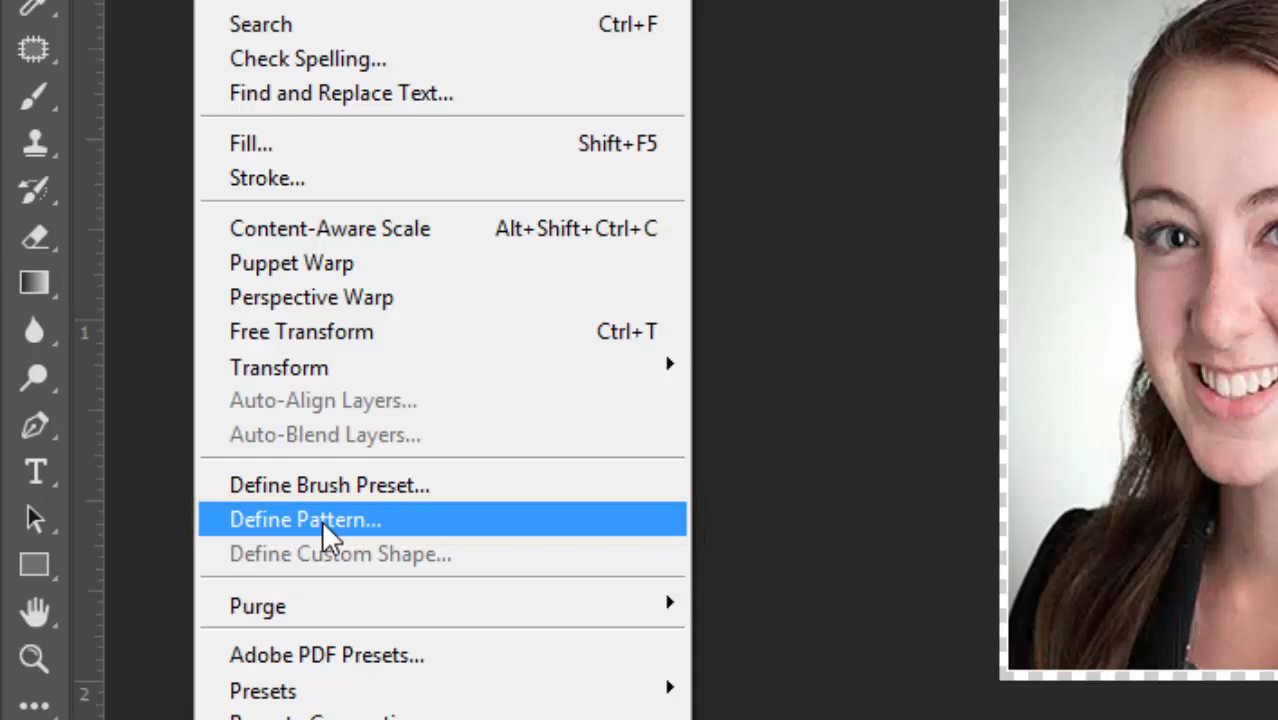 Search Ctrl+F
Check Spelling...
Find and Replace Text...
Fill... Shift+F5
Stroke...
Content-Aware Scale Alt+Shift+Ctrl+C
Puppet Warp
Perspective Warp
Free Transform Ctrl+T
Transform
Auto-Align Layers...
Auto-Blend Layers...
Define Brush Preset...
Define Pattern...
Define Custom Shape...
Purge
Adobe PDF Presets...
Presets
1
2